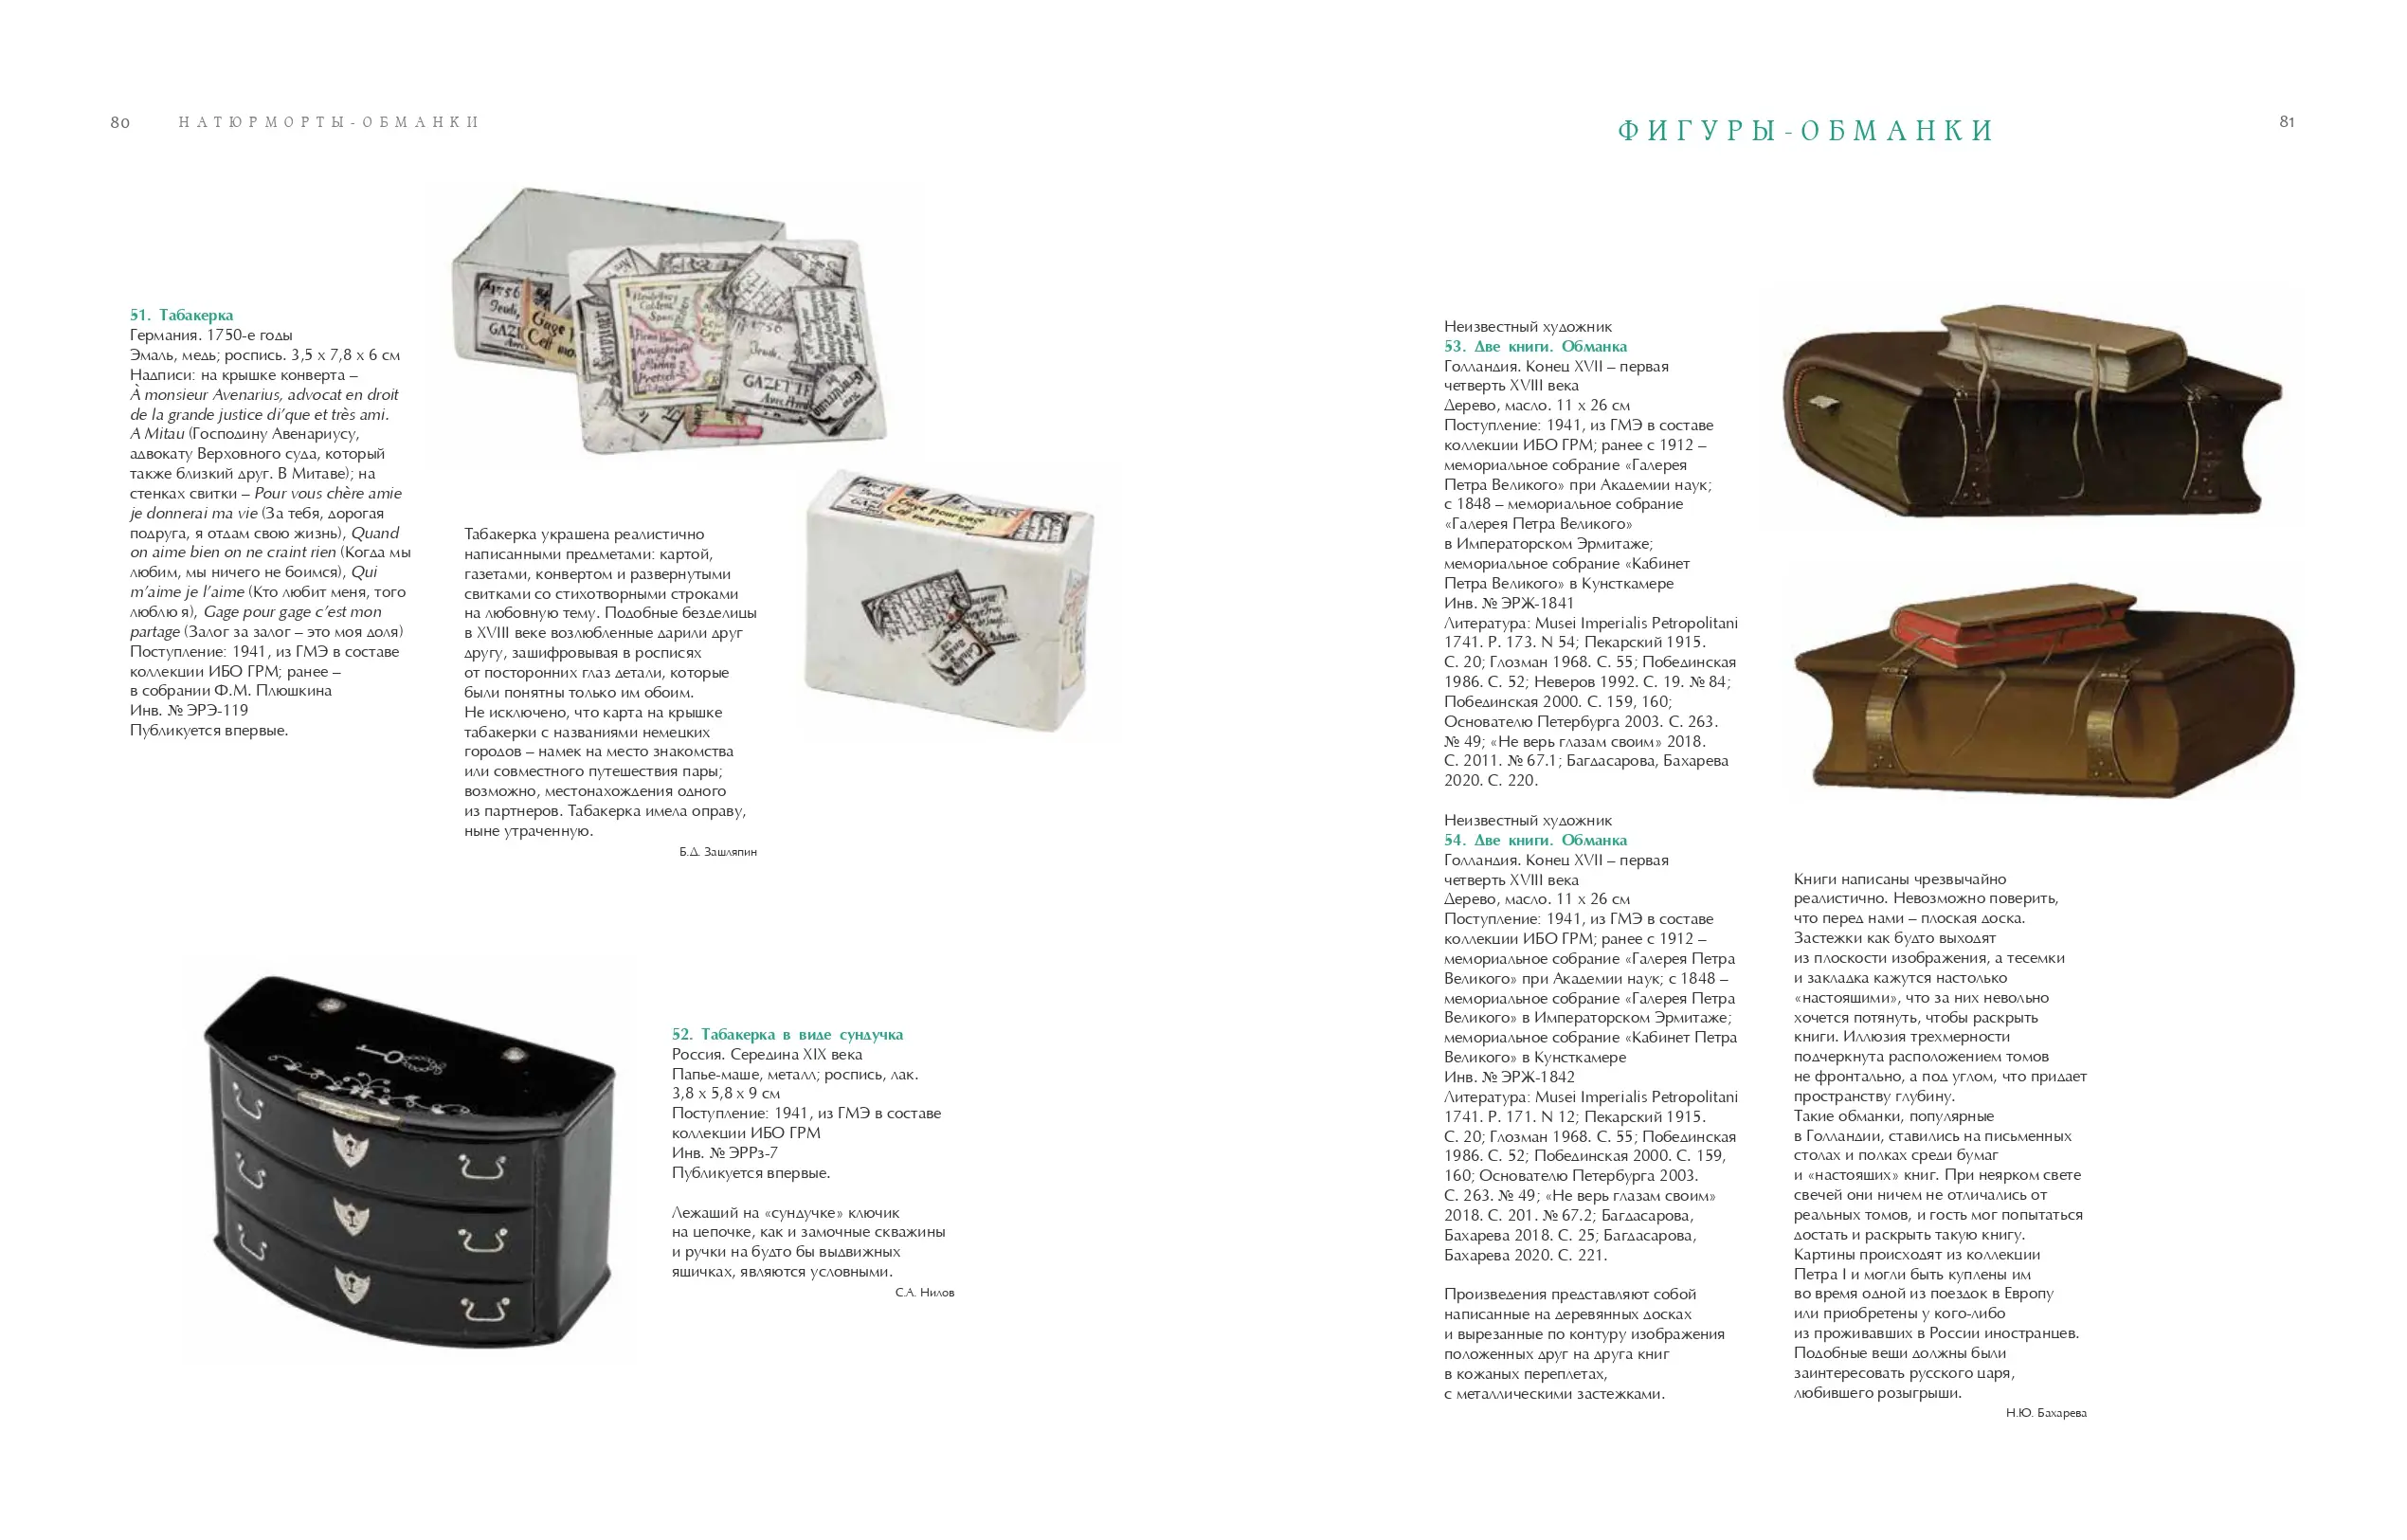 80
НАТЮРМОРТЫ-ОБМАНКИ
51. Табакерка
Германия. 1750-е годы
Эмаль, медь; роспись. 3,5 х 7,8 х 6 см
Надписи: на крышке конверта –
À monsieur Avenarius, advocat en droit
de la grande justice di’que et très ami.
A Mitau (Господину Авенариусу,
адвокату Верховного суда, который
также близкий друг. В Митаве); на
стенках свитки – Pour vous chère amie
je donnerai ma vie (За тебя, дорогая
подруга, я отдам свою жизнь), Quand
on aime bien on ne craint rien (Когда мы
любим, мы ничего не боимся), Qui
m’aime je l’aime (Кто любит меня, того
люблю я), Gage pour gage c’est mon
partage (Залог за залог – это моя доля)
Поступление: 1941, из ГМЭ в составе
коллекции ИБО ГРМ; ранее –
в собрании Ф.М. Плюшкина
Инв. № ЭРЭ-119
Публикуется впервые.
1756
GAZETTE
Gage pour gage
Cest mon partage
Табакерка украшена реалистично
написанными предметами: картой,
газетами, конвертом и развернутыми
свитками со стихотворными строками
на любовную тему. Подобные безделицы
в XVIII веке возлюбленные дарили друг
другу, зашифровывая в росписях
от посторонних глаз детали, которые
были понятны только им обоим.
Не исключено, что карта на крышке
табакерки с названиями немецких
городов – намек на место знакомства
или совместного путешествия пары;
возможно, местонахождения одного
из партнеров. Табакерка имела оправу,
ныне утраченную.
Б.Д. Зашляпин
52. Табакерка в виде сундучка
Россия. Середина XIX века
Папье-маше, металл; роспись, лак.
3,8 х 5,8 х 9 см
Поступление: 1941, из ГМЭ в составе
коллекции ИБО ГРМ
Инв. № ЭРРз-7
Публикуется впервые.
Лежащий на «сундучке» ключик
на цепочке, как и замочные скважины
и ручки на будто бы выдвижных
ящичках, являются условными.
С.А. Нилов
ФИГУРЫ-ОБМАНКИ
81
Неизвестный художник
53. Две книги. Обманка
Голландия. Конец XVII – первая
четверть XVIII века
Дерево, масло. 11 х 26 см
Поступление: 1941, из ГМЭ в составе
коллекции ИБО ГРМ; ранее с 1912 –
мемориальное собрание «Галерея
Петра Великого» при Академии наук;
с 1848 – мемориальное собрание
«Галерея Петра Великого»
в Императорском Эрмитаже;
мемориальное собрание «Кабинет
Петра Великого» в Кунсткамере
Инв. № ЭРЖ-1841
Литература: Musei Imperialis Petropolitani
1741. P. 173. N 54; Пекарский 1915.
С. 20; Глозман 1968. С. 55; Побединская
1986. С. 52; Неверов 1992. С. 19. № 84;
Побединская 2000. С. 159, 160;
Основателю Петербурга 2003. С. 263.
№ 49; «Не верь глазам своим» 2018.
С. 2011. № 67.1; Багдасарова, Бахарева
2020. С. 220.
Неизвестный художник
54. Две книги. Обманка
Голландия. Конец XVII – первая
четверть XVIII века
Дерево, масло. 11 х 26 см
Поступление: 1941, из ГМЭ в составе
коллекции ИБО ГРМ; ранее с 1912 –
мемориальное собрание «Галерея Петра
Великого» при Академии наук; с 1848 –
мемориальное собрание «Галерея Петра
Великого» в Императорском Эрмитаже;
мемориальное собрание «Кабинет Петра
Великого» в Кунсткамере
Инв. № ЭРЖ-1842
Литература: Musei Imperialis Petropolitani
1741. P. 171. N 12; Пекарский 1915.
С. 20; Глозман 1968. С. 55; Побединская
1986. С. 52; Побединская 2000. С. 159,
160; Основателю Петербурга 2003.
С. 263. № 49; «Не верь глазам своим»
2018. С. 201. № 67.2; Багдасарова,
Бахарева 2018. С. 25; Багдасарова,
Бахарева 2020. С. 221.
Произведения представляют собой
написанные на деревянных досках
и вырезанные по контуру изображения
положенных друг на друга книг
в кожаных переплетах,
с металлическими застежками.
Книги написаны чрезвычайно
реалистично. Невозможно поверить,
что перед нами – плоская доска.
Застежки как будто выходят
из плоскости изображения, а тесемки
и закладка кажутся настолько
«настоящими», что за них невольно
хочется потянуть, чтобы раскрыть
книги. Иллюзия трехмерности
подчеркнута расположением томов
не фронтально, а под углом, что придает
пространству глубину.
Такие обманки, популярные
в Голландии, ставились на письменных
столах и полках среди бумаг
и «настоящих» книг. При неярком свете
свечей они ничем не отличались от
реальных томов, и гость мог попытаться
достать и раскрыть такую книгу.
Картины происходят из коллекции
Петра I и могли быть куплены им
во время одной из поездок в Европу
или приобретены у кого-либо
из проживавших в России иностранцев.
Подобные вещи должны были
заинтересовать русского царя,
любившего розыгрыши.
Н.Ю. Бахарева